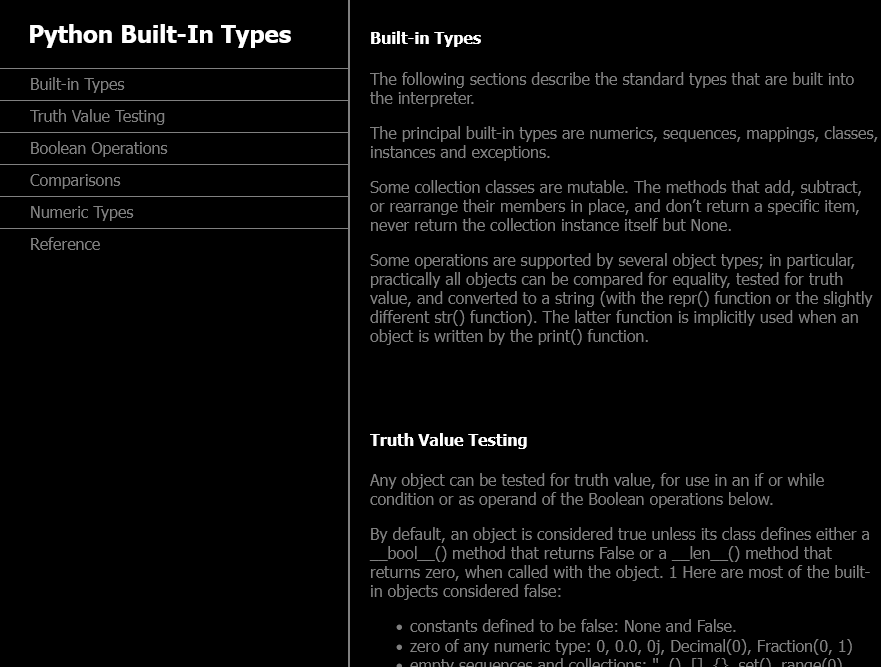 Python Built-In Types
Built-in Types
Truth Value Testing
Boolean Operations
Comparisons
Numeric Types
Reference
Built-in Types
The following sections describe the standard types that are built into
the interpreter.
The principal built-in types are numerics, sequences, mappings, classes,
instances and exceptions.
Some collection classes are mutable. The methods that add, subtract,
or rearrange their members in place, and don’t return a specific item,
never return the collection instance itself but None.
Some operations are supported by several object types; in particular,
practically all objects can be compared for equality, tested for truth
value, and converted to a string (with the repr() function or the slightly
different str() function). The latter function is implicitly used when an
object is written by the print() function.
Truth Value Testing
Any object can be tested for truth value, for use in an if or while
condition or as operand of the Boolean operations below.
By default, an object is considered true unless its class defines either a
__bool__() method that returns False or a __len__() method that
returns zero, when called with the object. 1 Here are most of the built-
in objects considered false:
• constants defined to be false: None and False.
• zero of any numeric type: 0, 0.0, 0j, Decimal(0), Fraction(0, 1)
• empty sequences and collections: '', (), [], {}, set(), range(0)